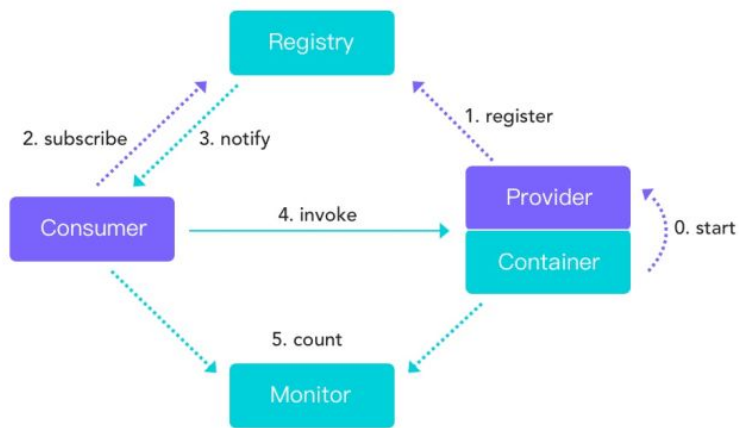 Registry
1. register
2. subscribe
3. notify
Provider
Consumer
4. invoke
0. start
Container
5. count
Monitor